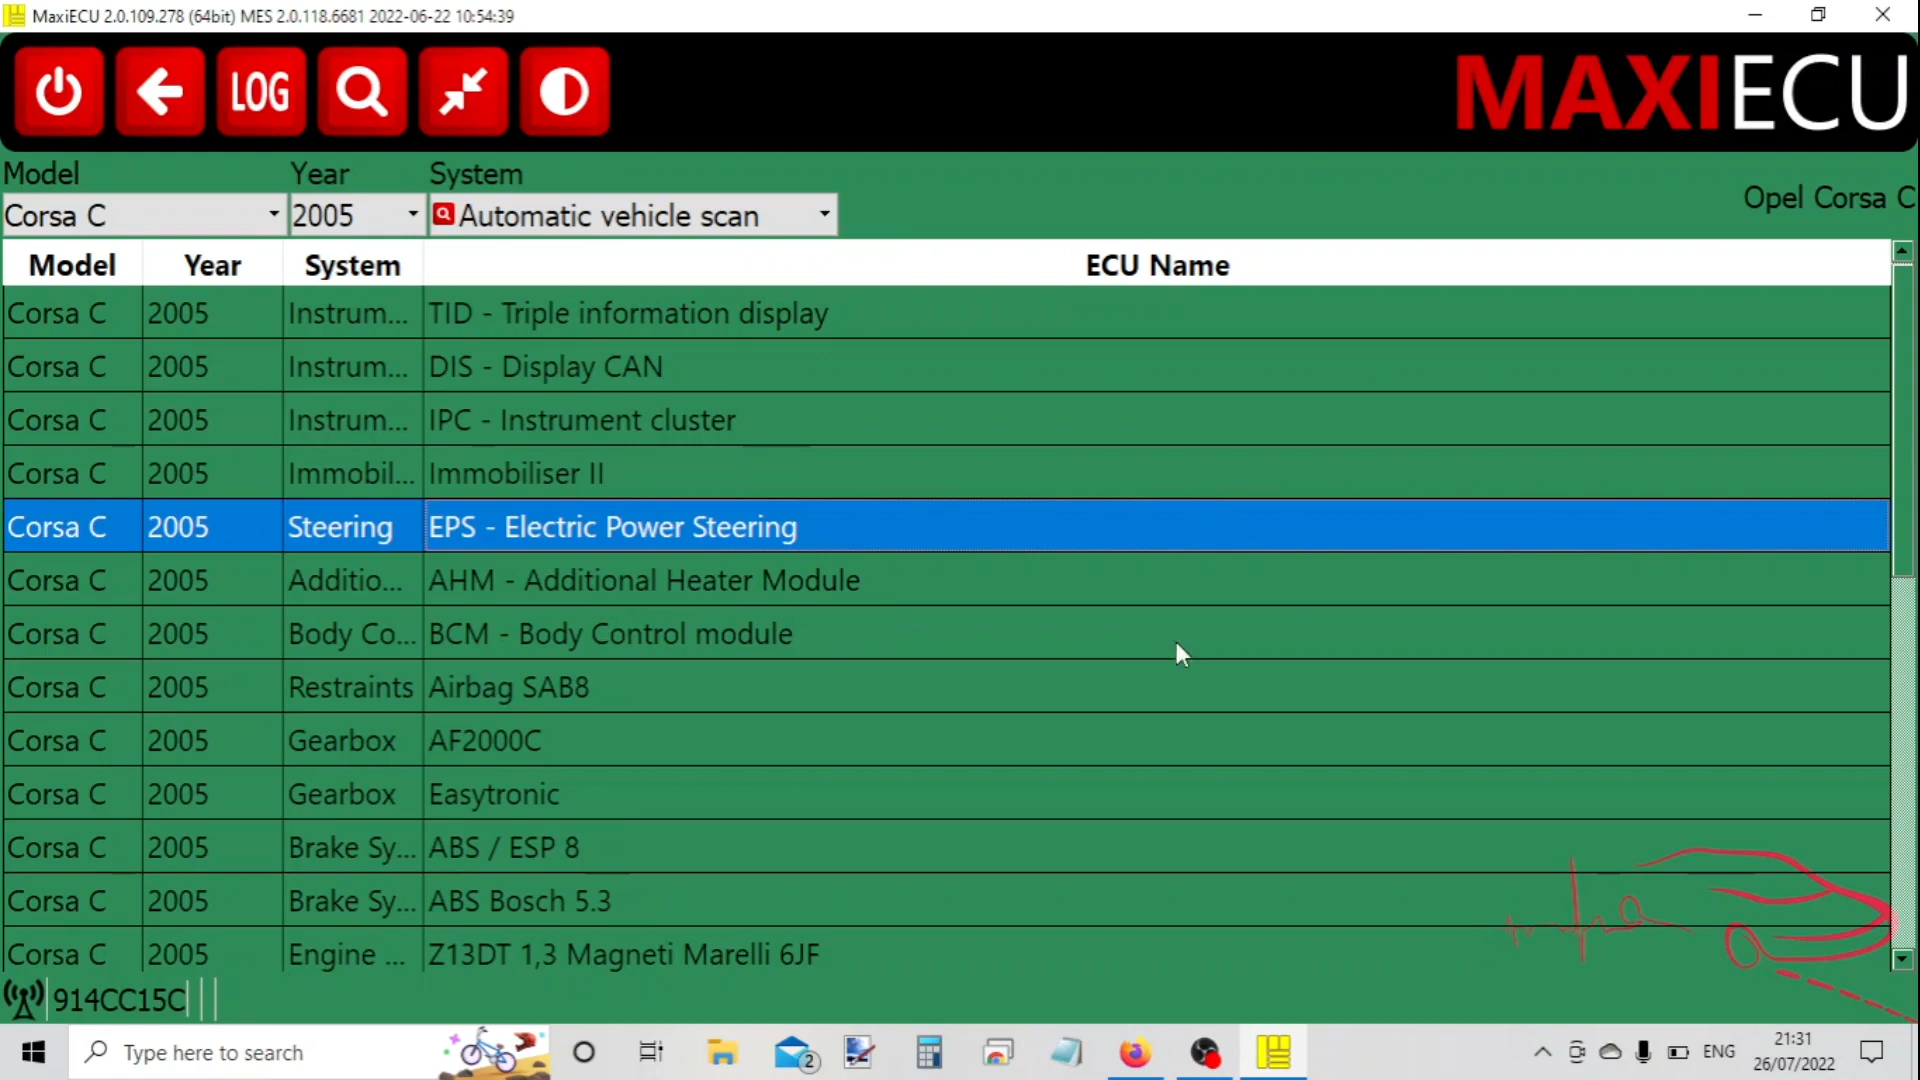 MaxiECU 2.0.109.278 (64bit) MES 2.0.118.6681 2022-06-22 10:54:39
LOG
MAXIECU
Model Year System
Corsa C 2005 Automatic vehicle scan
Opel Corsa C
Model Year System ECU Name
Corsa C 2005 Instrum... TID - Triple information display
Corsa C 2005 Instrum... DIS - Display CAN
Corsa C 2005 Instrum... IPC - Instrument cluster
Corsa C 2005 Immobil... Immobiliser II
Corsa C 2005 Steering EPS - Electric Power Steering
Corsa C 2005 Additio... AHM - Additional Heater Module
Corsa C 2005 Body Co... BCM - Body Control module
Corsa C 2005 Restraints Airbag SAB8
Corsa C 2005 Gearbox AF2000C
Corsa C 2005 Gearbox Easytronic
Corsa C 2005 Brake Sy... ABS / ESP 8
Corsa C 2005 Brake Sy... ABS Bosch 5.3
Corsa C 2005 Engine ... Z13DT 1,3 Magneti Marelli 6JF
914CC15C
Type here to search
2
ENG
21:31
26/07/2022